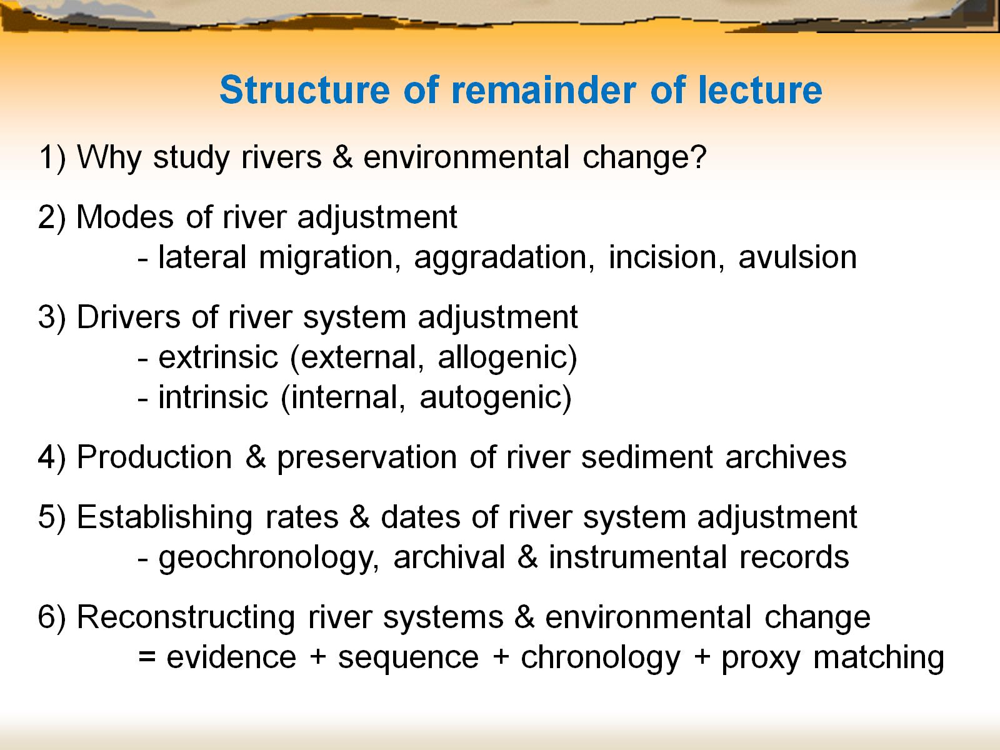 Structure of remainder of lecture
1) Why study rivers & environmental change?
2) Modes of river adjustment
- lateral migration, aggradation, incision, avulsion
3) Drivers of river system adjustment
- extrinsic (external, allogenic)
- intrinsic (internal, autogenic)
4) Production & preservation of river sediment archives
5) Establishing rates & dates of river system adjustment
- geochronology, archival & instrumental records
6) Reconstructing river systems & environmental change
= evidence + sequence + chronology + proxy matching